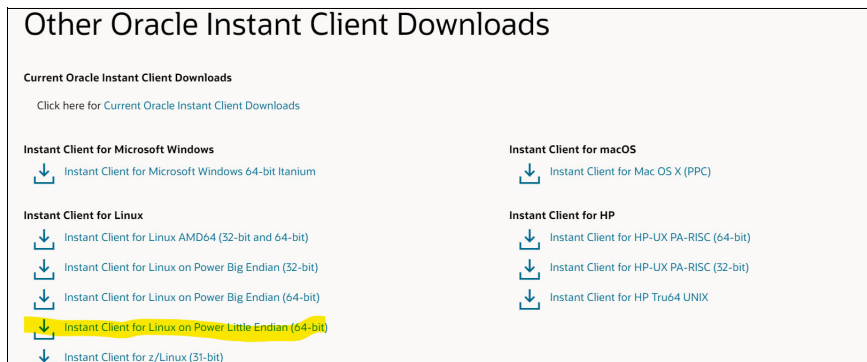 Other Oracle Instant Client Downloads
Current Oracle Instant Client Downloads
Click here for Current Oracle Instant Client Downloads
Instant Client for Microsoft Windows
Instant Client for Microsoft Windows 64-bit Itanium
Instant Client for macOS
Instant Client for Mac OS X (PPC)
Instant Client for Linux
Instant Client for Linux AMD64 (32-bit and 64-bit)
Instant Client for Linux on Power Big Endian (32-bit)
Instant Client for Linux on Power Big Endian (64-bit)
Instant Client for Linux on Power Little Endian (64-bit)
Instant Client for z/Linux (31-bit)
Instant Client for HP
Instant Client for HP-UX PA-RISC (64-bit)
Instant Client for HP-UX PA-RISC (32-bit)
Instant Client for HP Tru64 UNIX